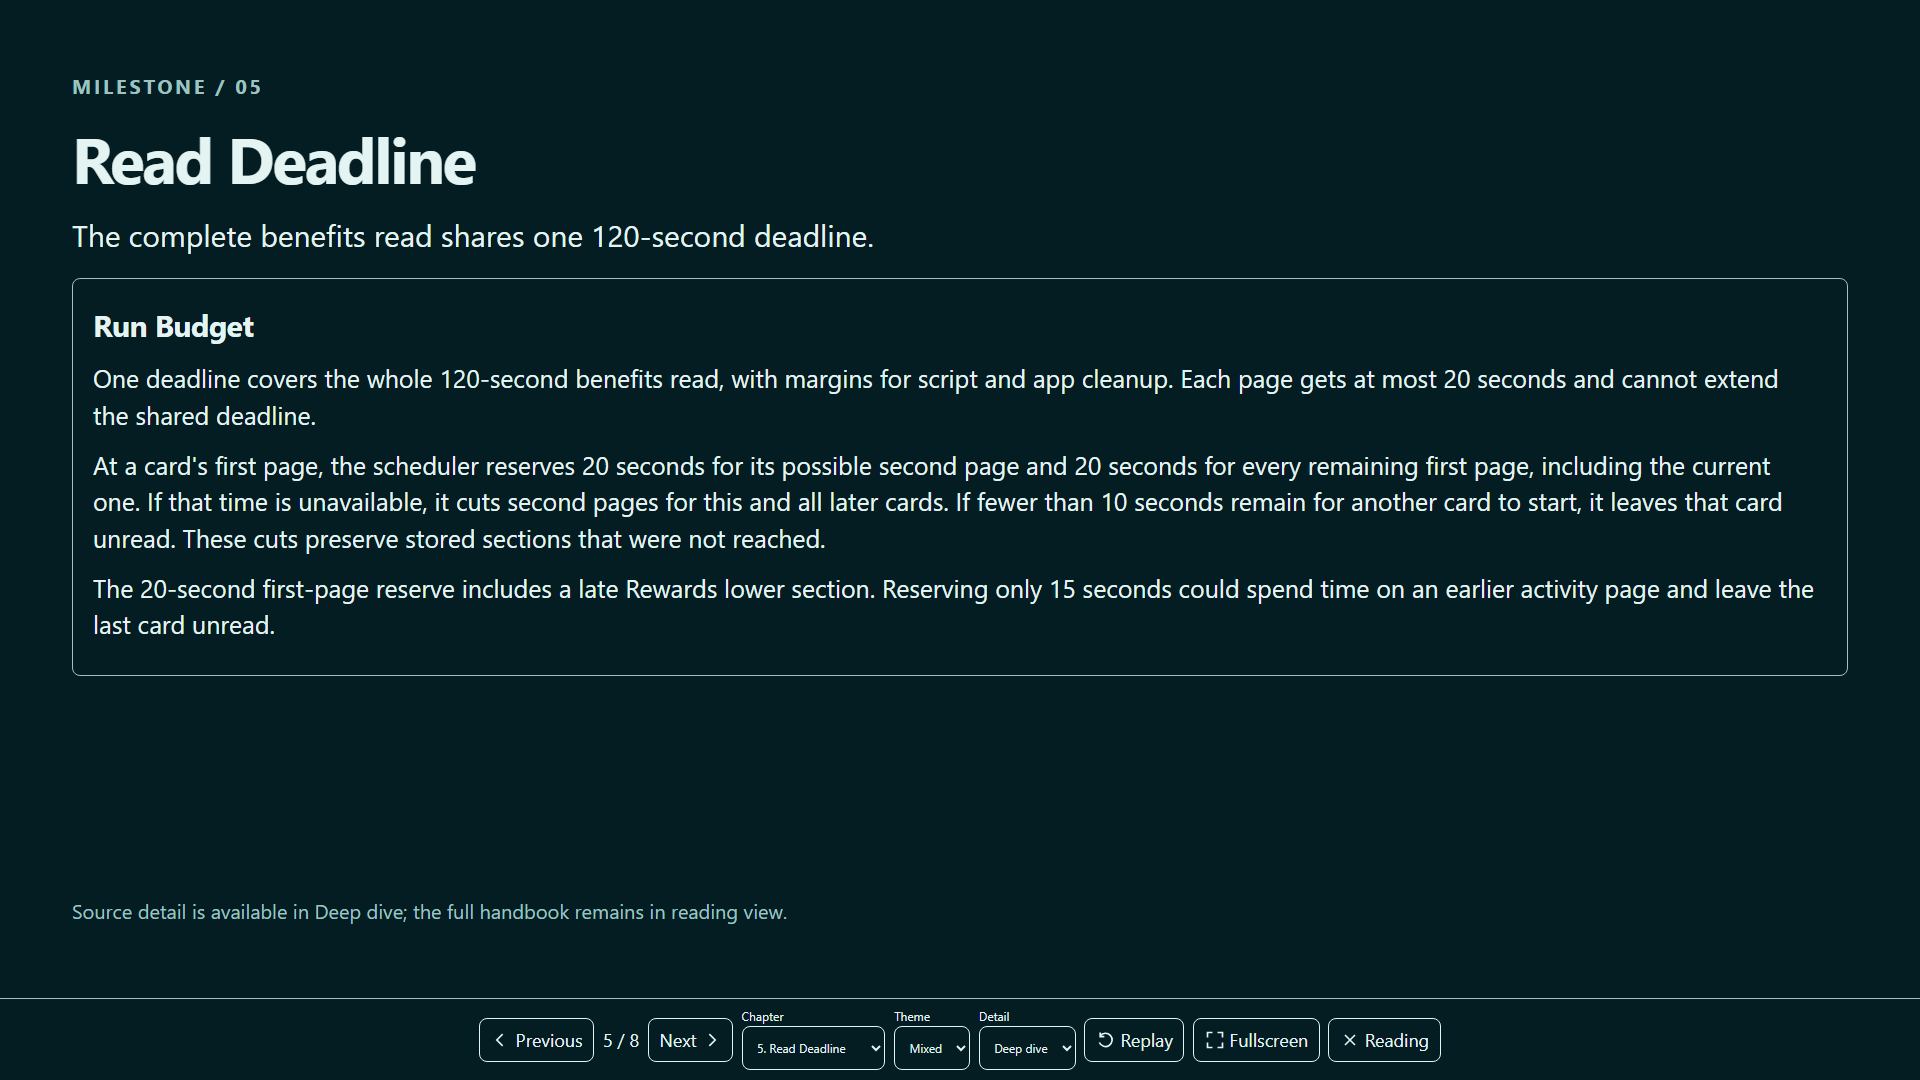 MILESTONE / 05
Read Deadline
The complete benefits read shares one 120-second deadline.
Run Budget
One deadline covers the whole 120-second benefits read, with margins for script and app cleanup. Each page gets at most 20 seconds and cannot extend
the shared deadline.
At a card's first page, the scheduler reserves 20 seconds for its possible second page and 20 seconds for every remaining first page, including the current
one. If that time is unavailable, it cuts second pages for this and all later cards. If fewer than 10 seconds remain for another card to start, it leaves that card
unread. These cuts preserve stored sections that were not reached.
The 20-second first-page reserve includes a late Rewards lower section. Reserving only 15 seconds could spend time on an earlier activity page and leave the
last card unread.
Source detail is available in Deep dive; the full handbook remains in reading view.
Chapter Theme Detail
Previous 5 / 8 Next 5. Read Deadline Mixed Deep dive Replay Fullscreen Reading